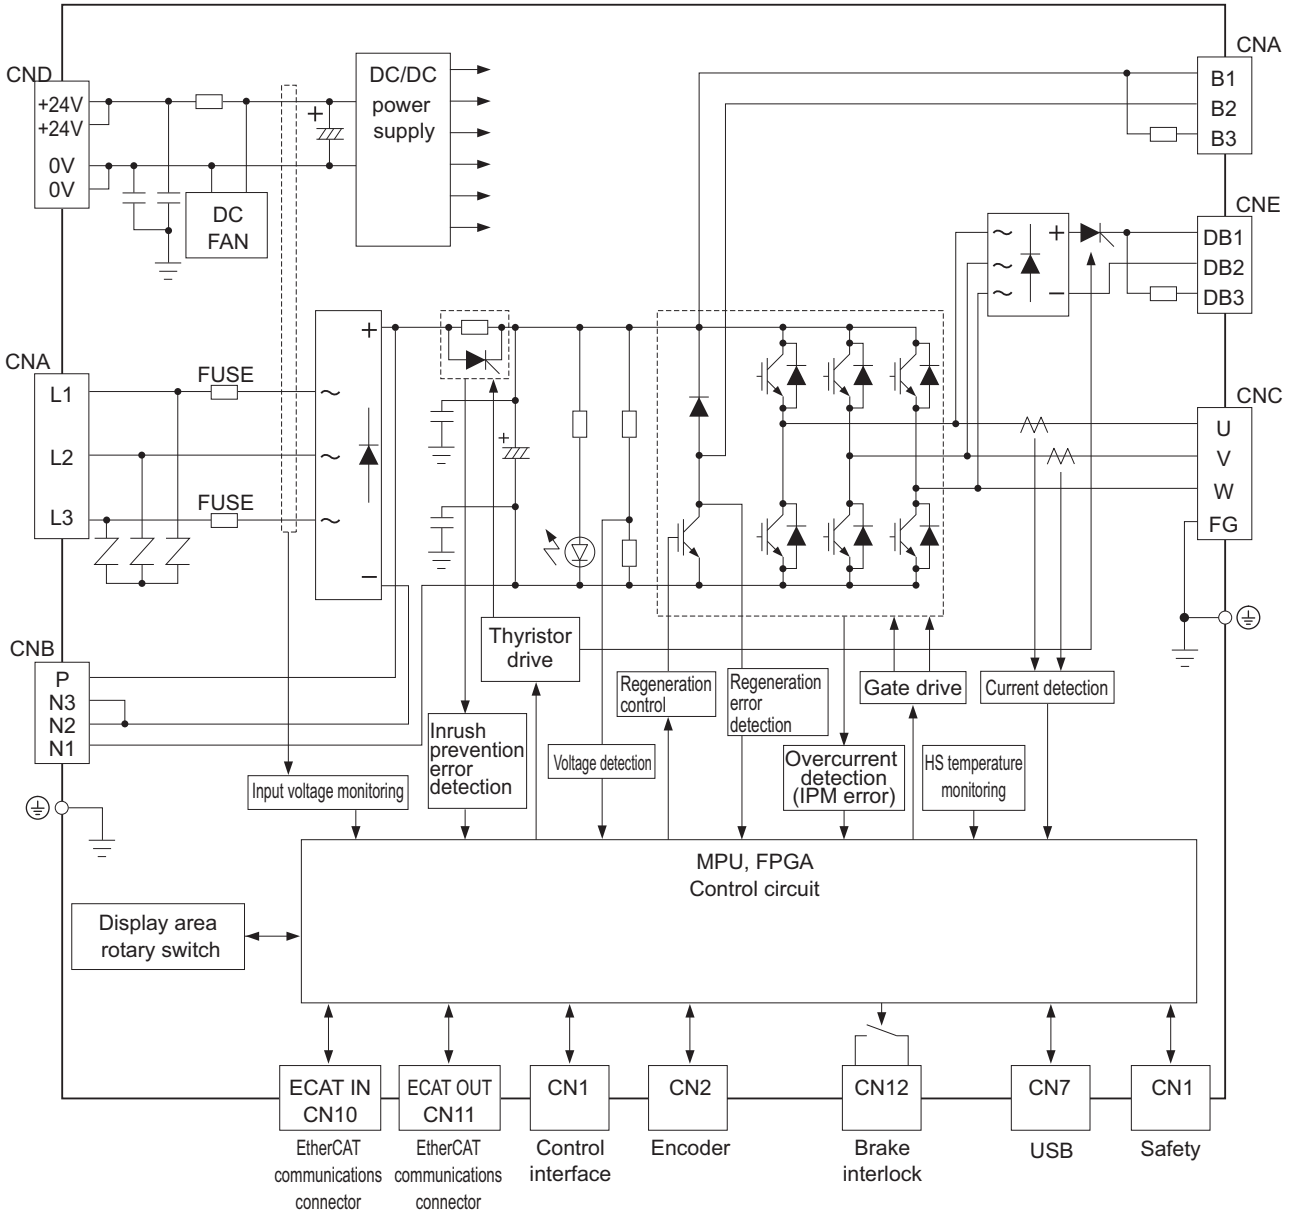 CND
+24V
+24V
0V
0V
DC
FAN
+
DC/DC
power
supply
CNA
B1
B2
B3
CNE
DB1
DB2
DB3
+
−
~
~
~
CNA
L1
L2
L3
FUSE
FUSE
+
~
~
~
−
+
CNC
U
V
W
FG
CNB
P
N3
N2
N1
Thyristor
drive
Regeneration
control
Regeneration
error
detection
Gate drive
Current detection
Inrush
prevention
error
detection
Voltage detection
Overcurrent
detection
(IPM error)
HS temperature
monitoring
Input voltage monitoring
MPU, FPGA
Control circuit
Display area
rotary switch
ECAT IN
CN10
ECAT OUT
CN11
CN1
CN2
CN12
CN7
CN1
EtherCAT
communications
connector
EtherCAT
communications
connector
Control
interface
Encoder
Brake
interlock
USB
Safety